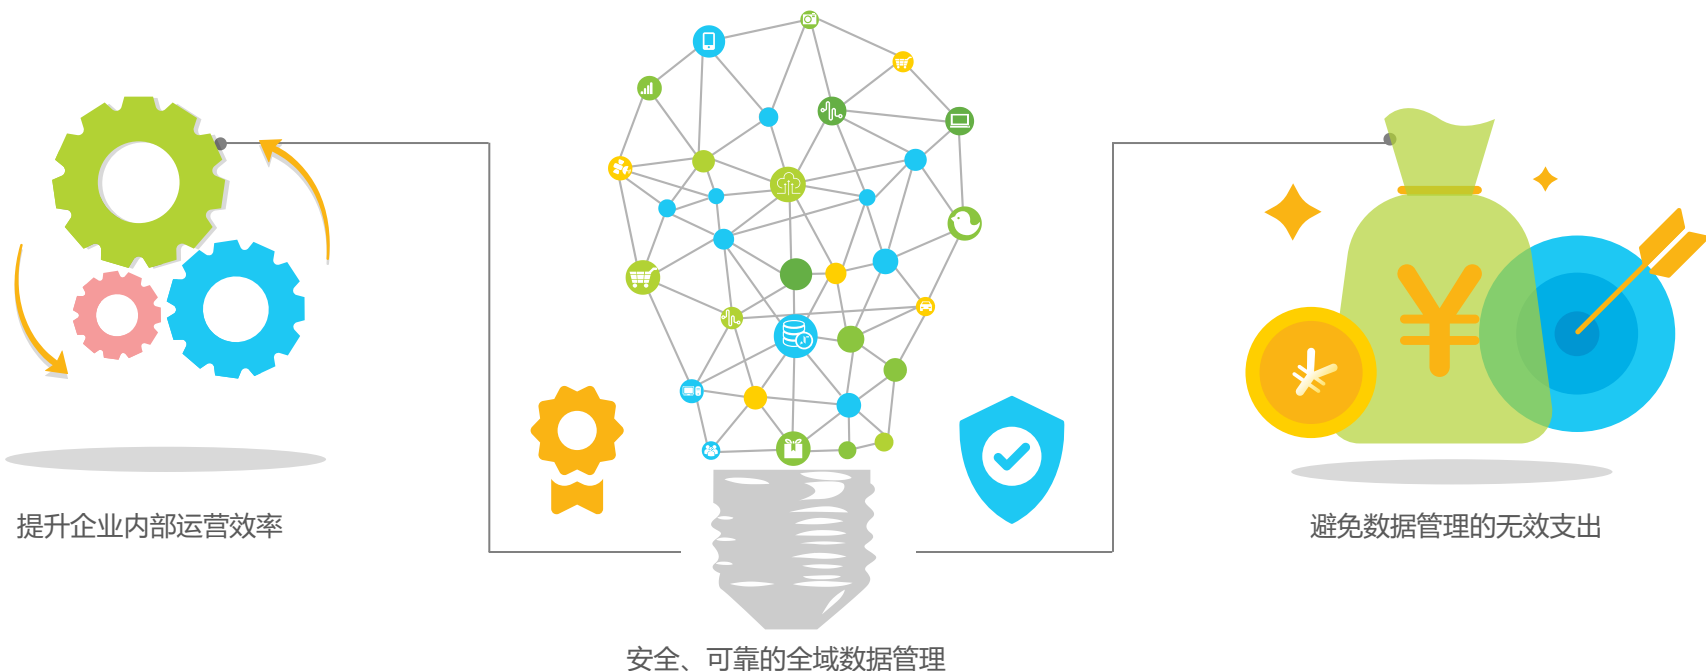 提升企业内部运营效率
避免数据管理的无效支出
安全、可靠的全域数据管理